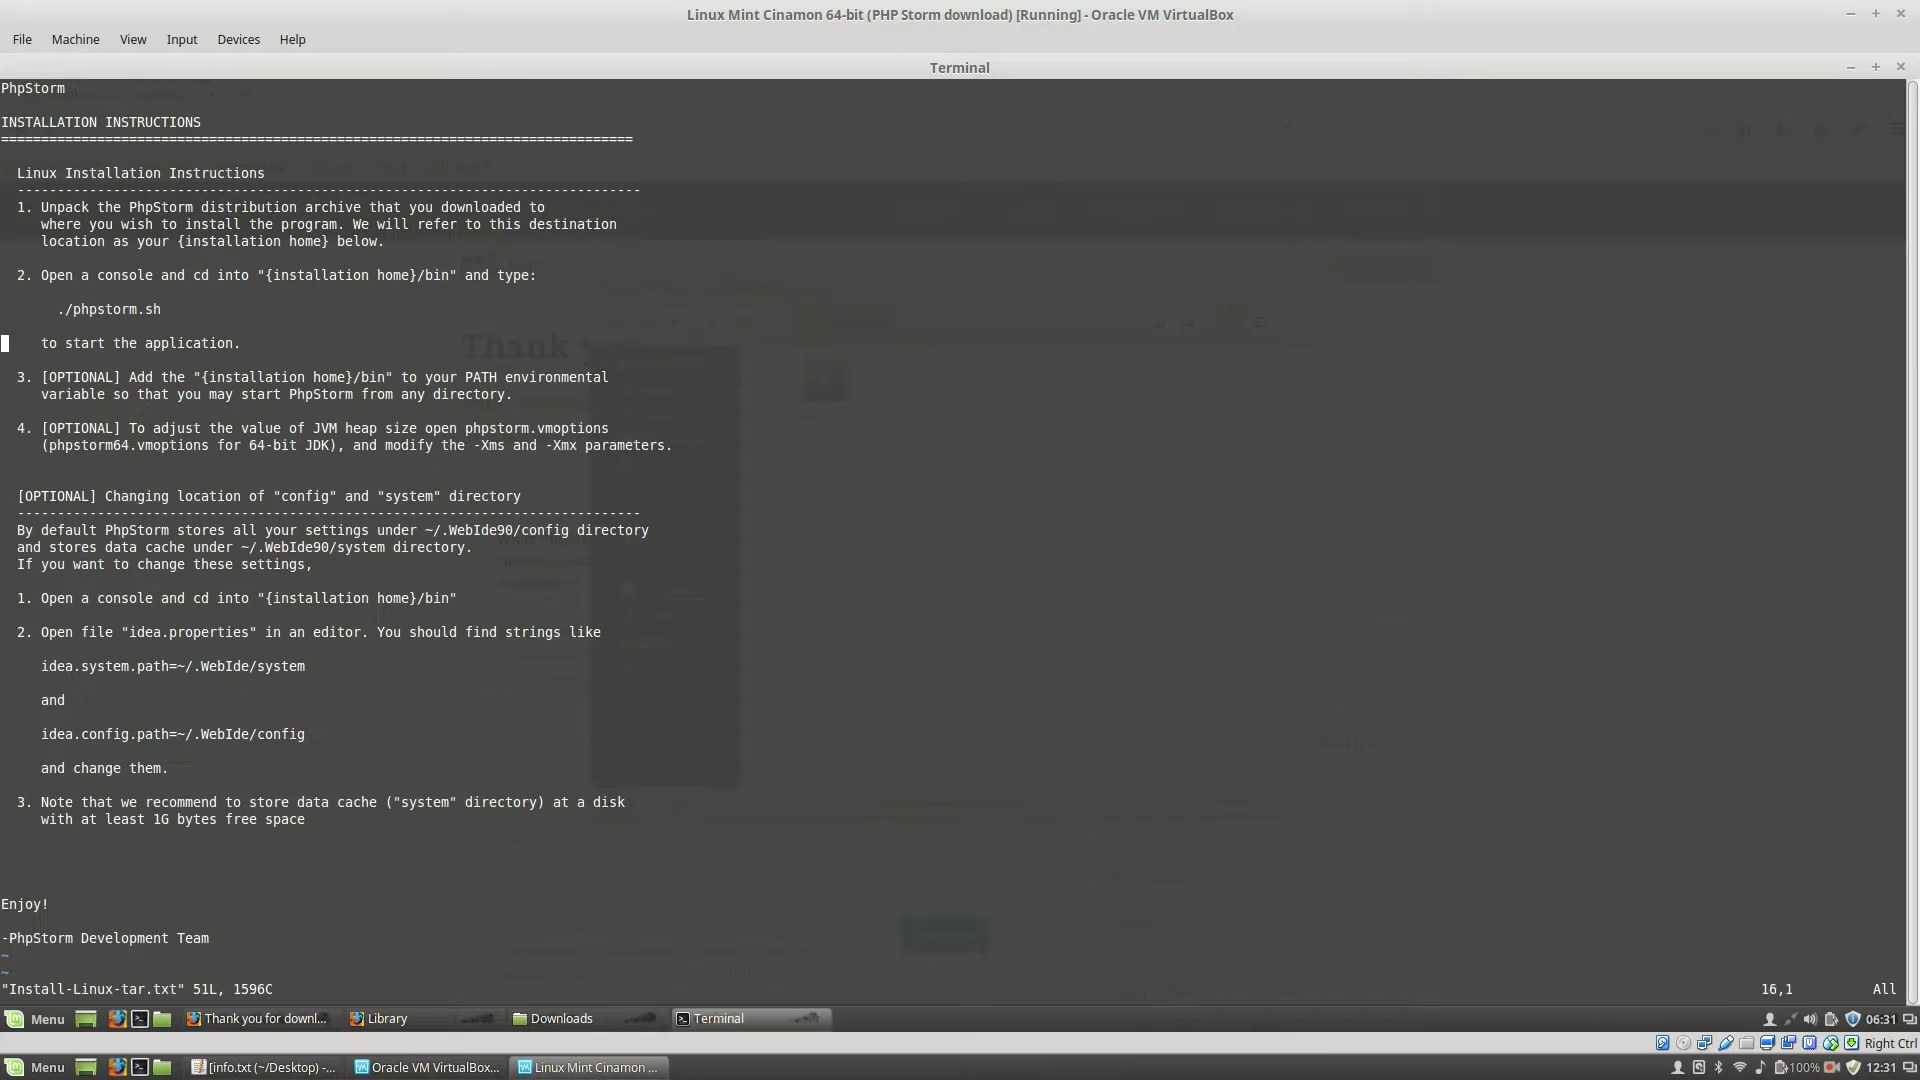 Linux Mint Cinamon 64-bit (PHP Storm download) [Running] - Oracle VM VirtualBox
File Machine View Input Devices Help
Terminal
PhpStorm
INSTALLATION INSTRUCTIONS
===============================================================================
Linux Installation Instructions
------------------------------------------------------------------------------
1. Unpack the PhpStorm distribution archive that you downloaded to
where you wish to install the program. We will refer to this destination
location as your {installation home} below.
2. Open a console and cd into "{installation home}/bin" and type:
./phpstorm.sh
to start the application.
3. [OPTIONAL] Add the "{installation home}/bin" to your PATH environmental
variable so that you may start PhpStorm from any directory.
4. [OPTIONAL] To adjust the value of JVM heap size open phpstorm.vmoptions
(phpstorm64.vmoptions for 64-bit JDK), and modify the -Xms and -Xmx parameters.
[OPTIONAL] Changing location of "config" and "system" directory
------------------------------------------------------------------------------
By default PhpStorm stores all your settings under ~/.WebIde90/config directory
and stores data cache under ~/.WebIde90/system directory.
If you want to change these settings,
1. Open a console and cd into "{installation home}/bin"
2. Open file "idea.properties" in an editor. You should find strings like
idea.system.path=~/.WebIde/system
and
idea.config.path=~/.WebIde/config
and change them.
3. Note that we recommend to store data cache ("system" directory) at a disk
with at least 1G bytes free space
Enjoy!
-PhpStorm Development Team
~
~
"Install-Linux-tar.txt" 51L, 1596C 16,1 All
Menu Thank you for downl... Library Downloads Terminal 06:31
Right Ctrl
Menu [info.txt (~/Desktop) -... Oracle VM VirtualBox... Linux Mint Cinamon ... 100% 12:31
Thank